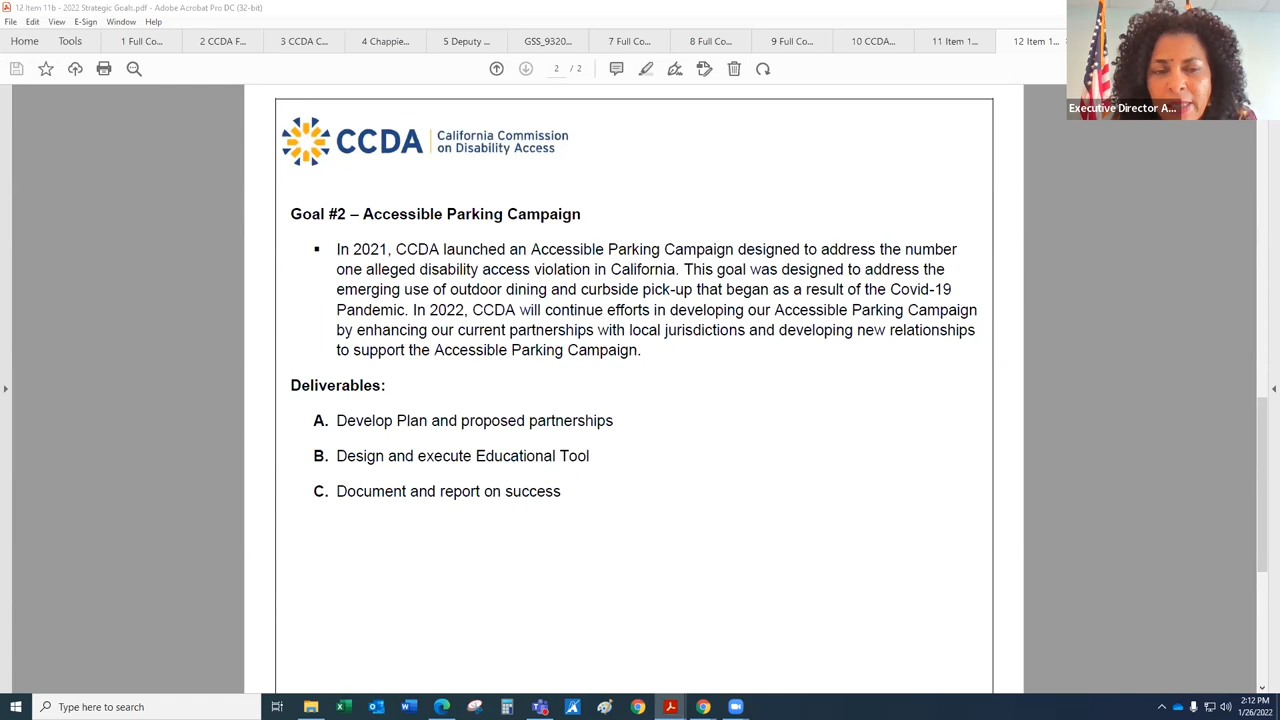 12 Item 11b - 2022 Strategic Goals.pdf - Adobe Acrobat Pro DC (32-bit)
File Edit View E-Sign Window Help
Home Tools 1 Full Co... 2 CCDA F... 3 CCDA C... 4 Chappie... 5 Deputy ... GSS_9320... 7 Full Co... 8 Full Co... 9 Full Co... 10 CCDA... 11 Item 1... 12 Item 1...
2 / 2
Executive Director A...
CCDA California Commission
on Disability Access
Goal #2 – Accessible Parking Campaign
▪ In 2021, CCDA launched an Accessible Parking Campaign designed to address the number
one alleged disability access violation in California. This goal was designed to address the
emerging use of outdoor dining and curbside pick-up that began as a result of the Covid-19
Pandemic. In 2022, CCDA will continue efforts in developing our Accessible Parking Campaign
by enhancing our current partnerships with local jurisdictions and developing new relationships
to support the Accessible Parking Campaign.
Deliverables:
A. Develop Plan and proposed partnerships
B. Design and execute Educational Tool
C. Document and report on success
Type here to search
2:12 PM
1/26/2022